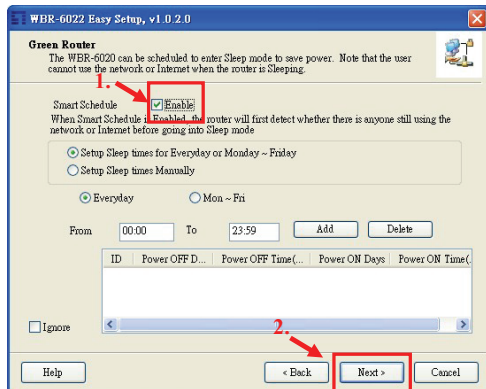 WBR-6022 Easy Setup, v1.0.2.0
Green Router
The WBR-6020 can be scheduled to enter Sleep mode to save power. Note that the user
cannot use the network or Internet when the router is Sleeping.
1.
Smart Schedule Enable
When Smart Schedule is Enabled, the router will first detect whether there is anyone still using the
network or Internet before going into Sleep mode
Setup Sleep times for Everyday or Monday ~ Friday
Setup Sleep times Manually
Everyday Mon ~ Fri
From 00:00 To 23:59 Add Delete
ID Power OFF D... Power OFF Time(... Power ON Days Power ON Time(.
Ignore
2.
Help < Back Next > Cancel